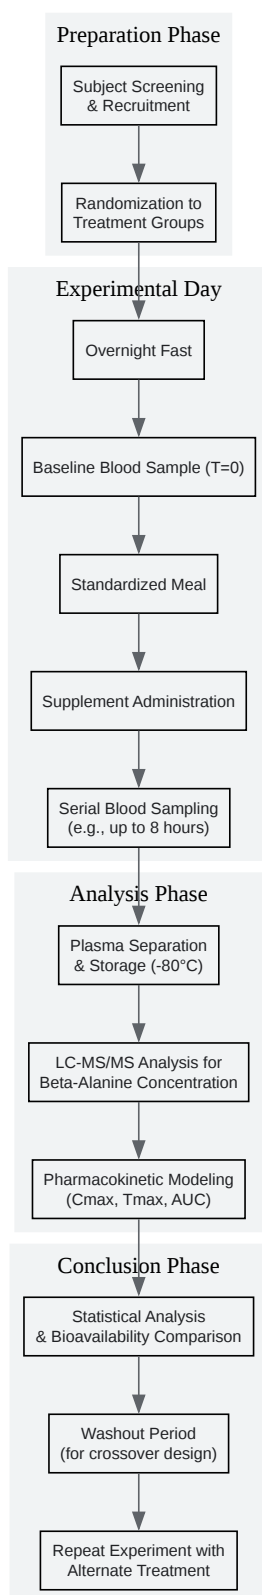 Preparation Phase
Subject Screening
& Recruitment
Randomization to
Treatment Groups
Experimental Day
Overnight Fast
Baseline Blood Sample (T=0)
Standardized Meal
Supplement Administration
Serial Blood Sampling
(e.g., up to 8 hours)
Analysis Phase
Plasma Separation
& Storage (-80°C)
LC-MS/MS Analysis for
Beta-Alanine Concentration
Pharmacokinetic Modeling
(Cmax, Tmax, AUC)
Conclusion Phase
Statistical Analysis
& Bioavailability Comparison
Washout Period
(for crossover design)
Repeat Experiment with
Alternate Treatment